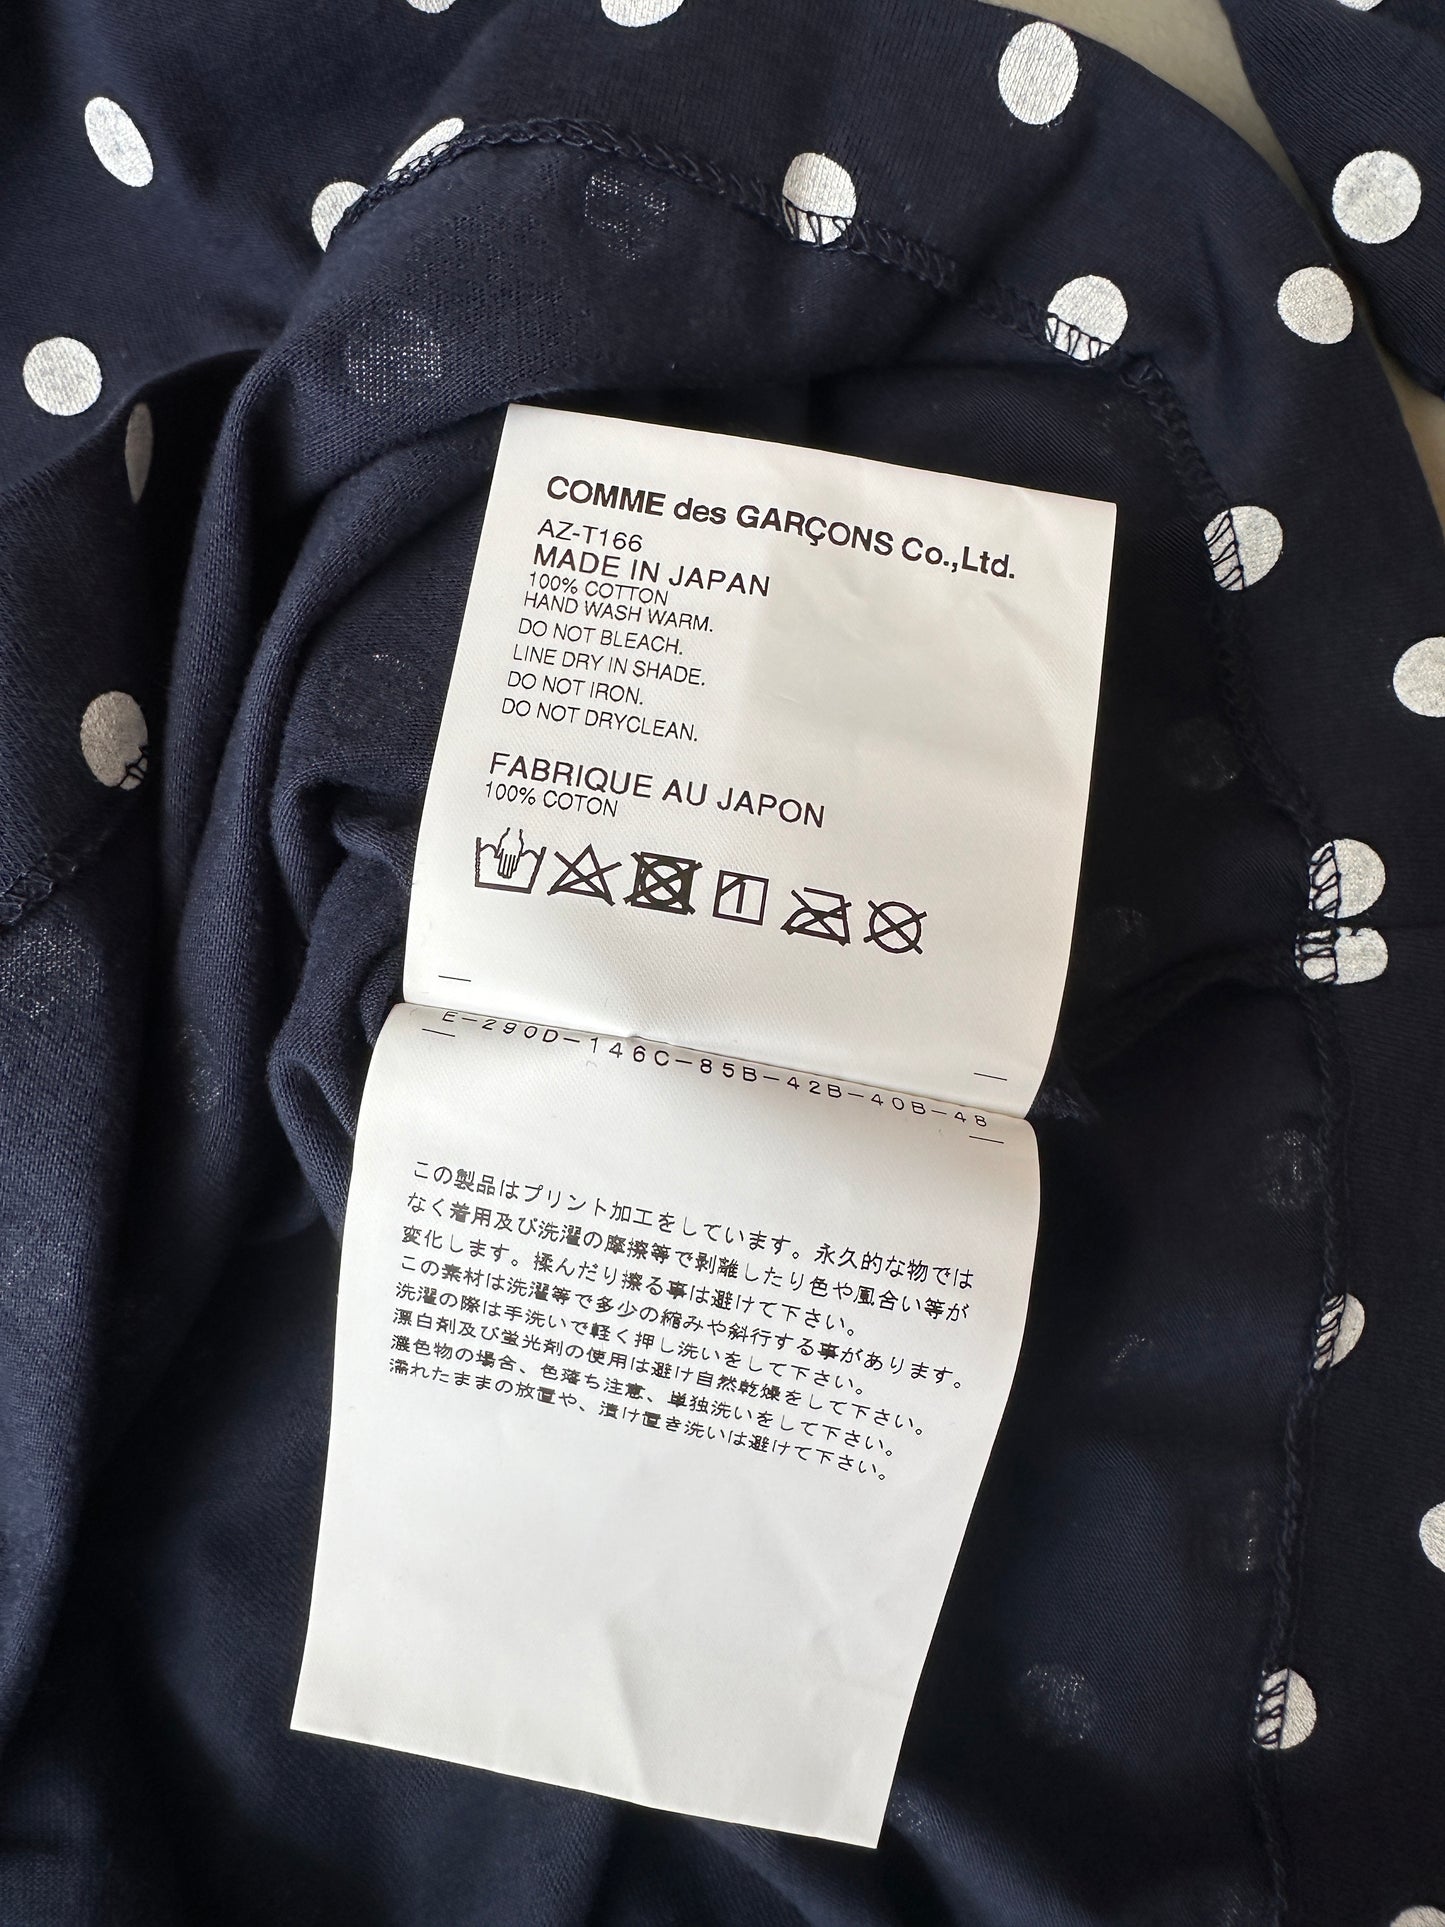 COMME des GARÇONS Co.,Ltd.
AZ-T166
MADE IN JAPAN
100% COTTON
HAND WASH WARM.
DO NOT BLEACH.
LINE DRY IN SHADE.
DO NOT IRON.
DO NOT DRYCLEAN.
FABRIQUE AU JAPON
100% COTON
E-290D-146C-85B-42B-40B-4B
この製品はプリント加工をしています。永久的な物では
なく着用及び洗濯の摩擦等で剥離したり色や風合い等が
変化します。揉んだり擦る事は避けて下さい。
この素材は洗濯等で多少の縮みや斜行する事があります。
洗濯の際は手洗いで軽く押し洗いをして下さい。
漂白剤及び蛍光剤の使用は避け自然乾燥をして下さい。
濃色物の場合、色落ち注意、単独洗いをして下さい。
濡れたままの放置や、漬け置き洗いは避けて下さい。